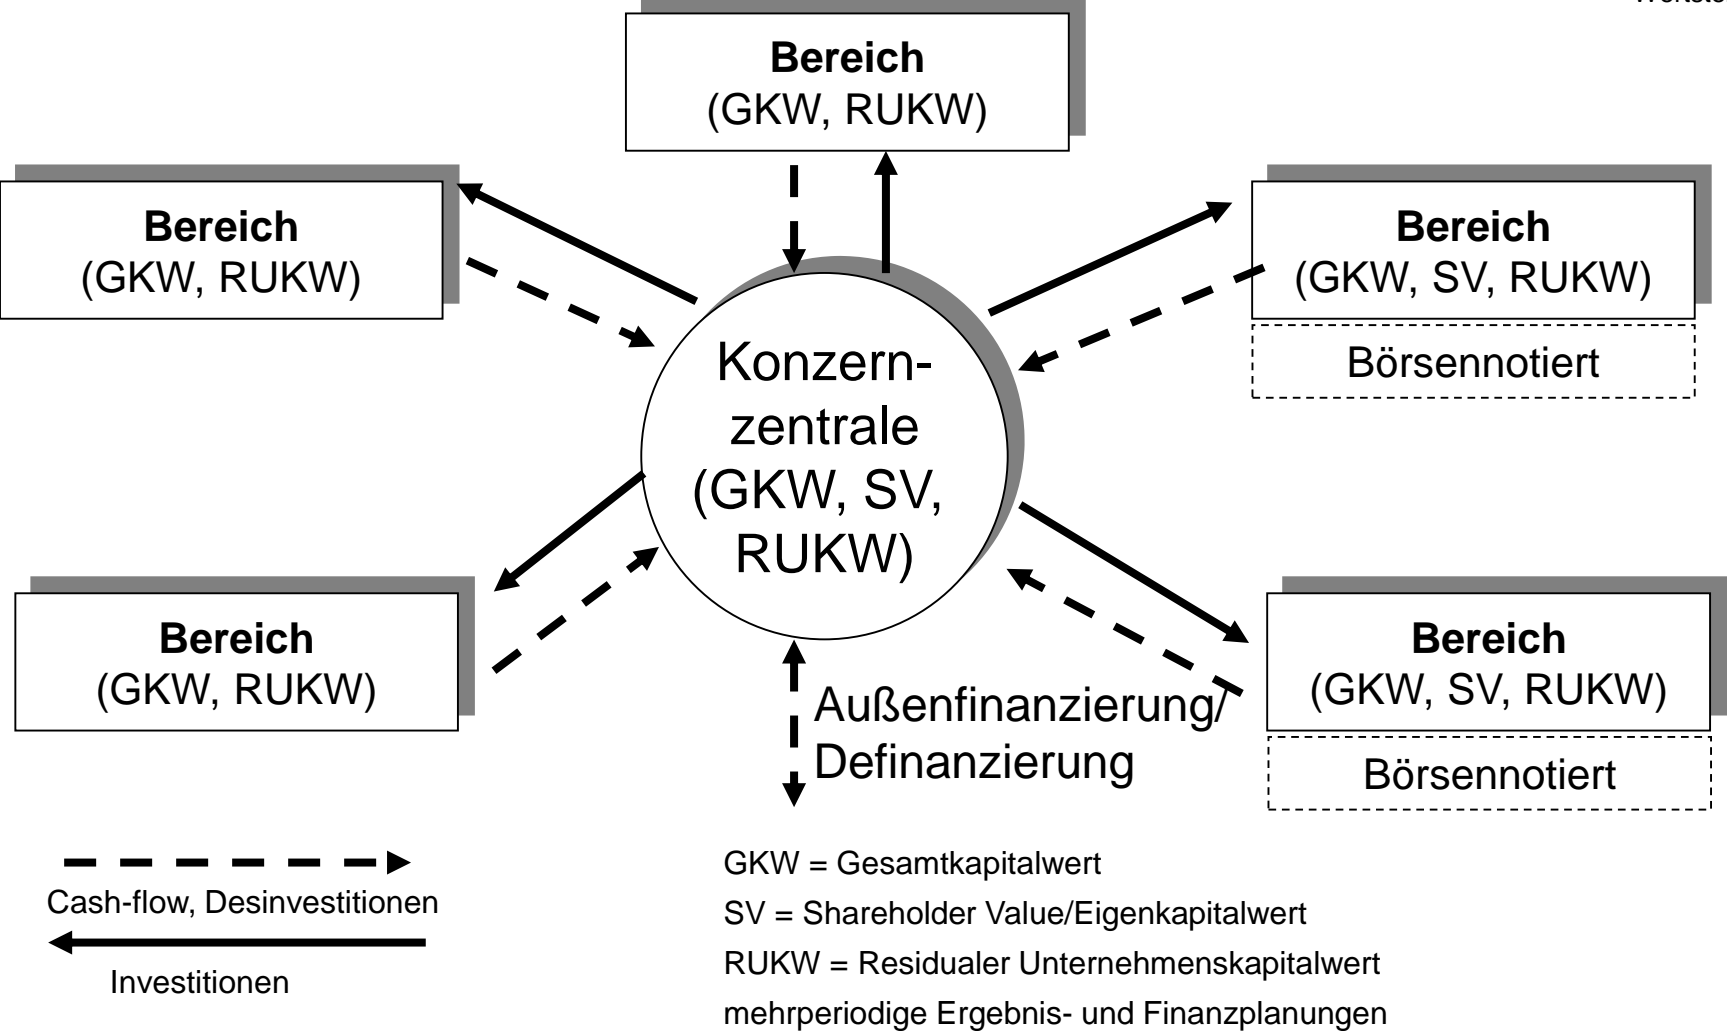 Bereich
(GKW, RUKW)
Bereich
(GKW, RUKW)
Bereich
(GKW, SV, RUKW)
Börsennotiert
Konzern-
zentrale
(GKW, SV,
RUKW)
Bereich
(GKW, RUKW)
Bereich
(GKW, SV, RUKW)
Börsennotiert
Außenfinanzierung/
Definanzierung
Cash-flow, Desinvestitionen
Investitionen
GKW = Gesamtkapitalwert
SV = Shareholder Value/Eigenkapitalwert
RUKW = Residualer Unternehmenskapitalwert
mehrperiodige Ergebnis- und Finanzplanungen